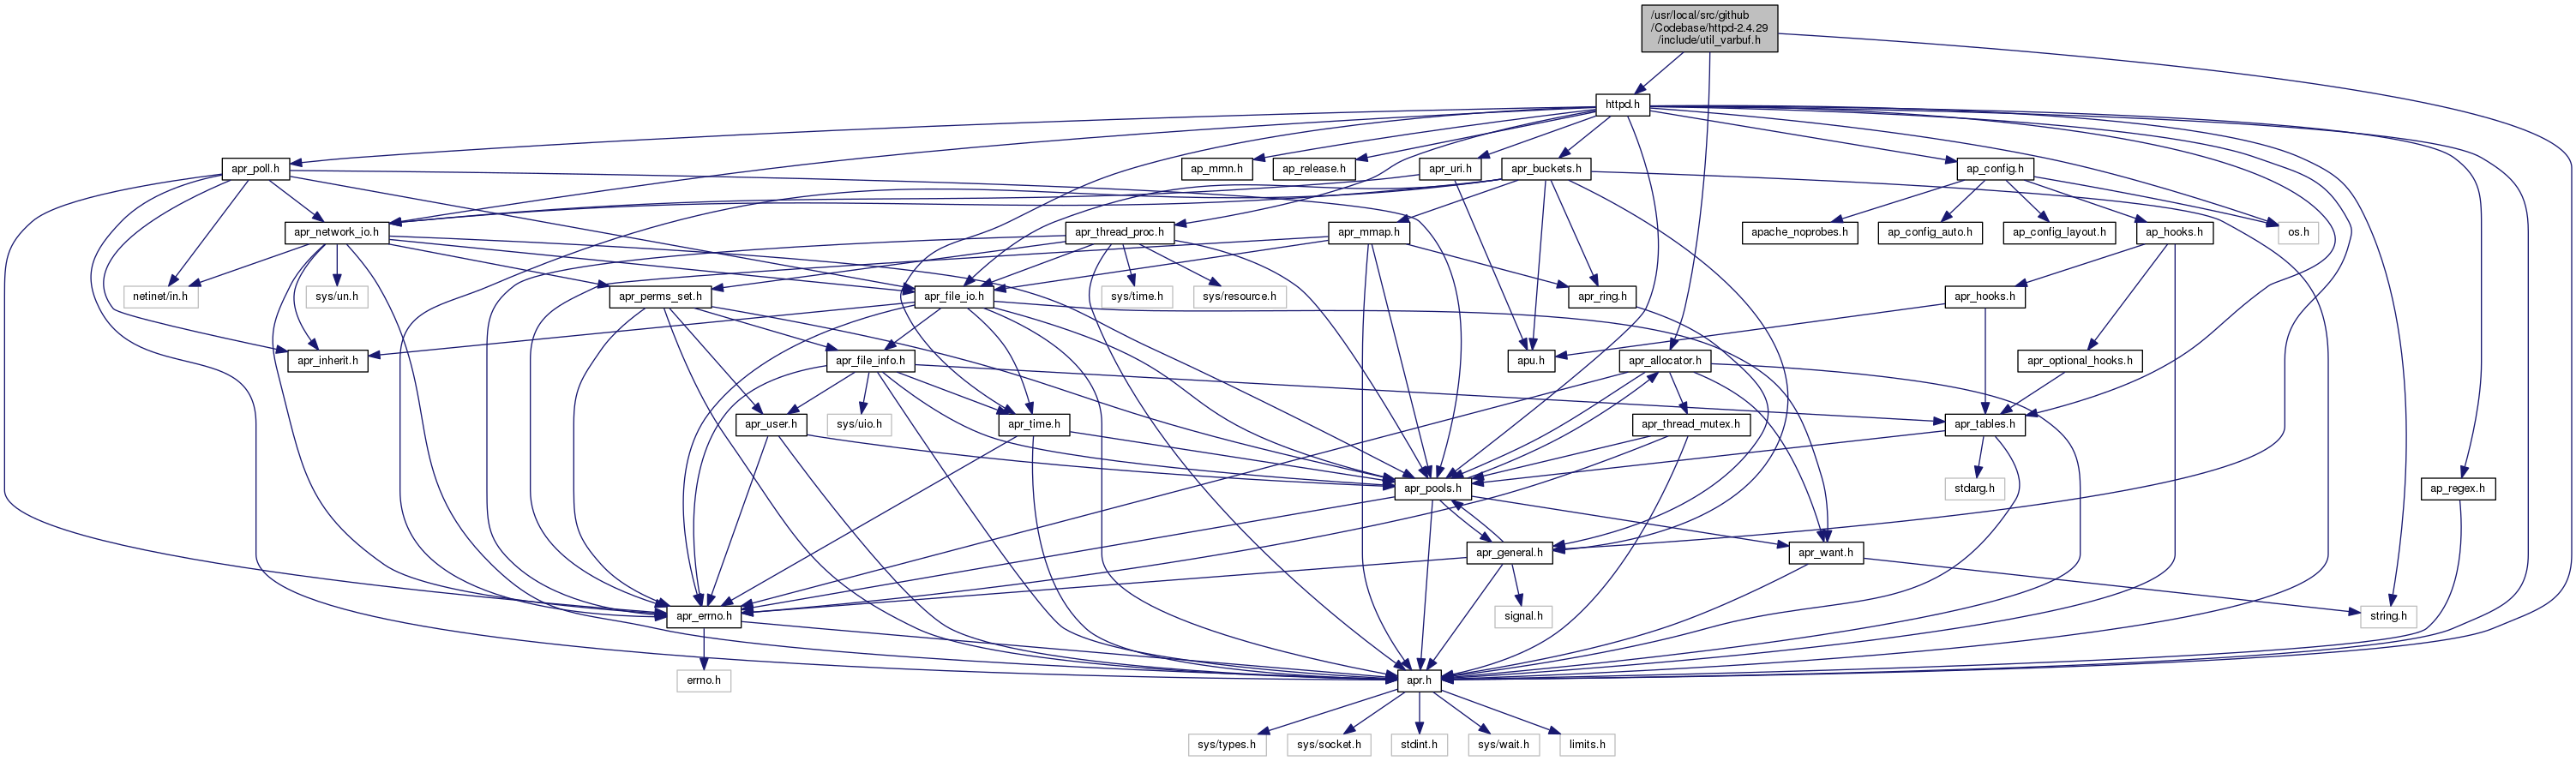 /usr/local/src/github
/Codebase/httpd-2.4.29
/include/util_varbuf.h
httpd.h
apr_poll.h
ap_mmn.h
ap_release.h
apr_uri.h
apr_buckets.h
ap_config.h
apr_network_io.h
apr_thread_proc.h
apr_mmap.h
apache_noprobes.h
ap_config_auto.h
ap_config_layout.h
ap_hooks.h
os.h
netinet/in.h
sys/un.h
apr_perms_set.h
apr_file_io.h
sys/time.h
sys/resource.h
apr_ring.h
apr_hooks.h
apr_inherit.h
apr_file_info.h
apu.h
apr_allocator.h
apr_optional_hooks.h
apr_user.h
sys/uio.h
apr_time.h
apr_thread_mutex.h
apr_tables.h
apr_pools.h
stdarg.h
ap_regex.h
apr_general.h
apr_want.h
apr_errno.h
signal.h
string.h
errno.h
apr.h
sys/types.h
sys/socket.h
stdint.h
sys/wait.h
limits.h